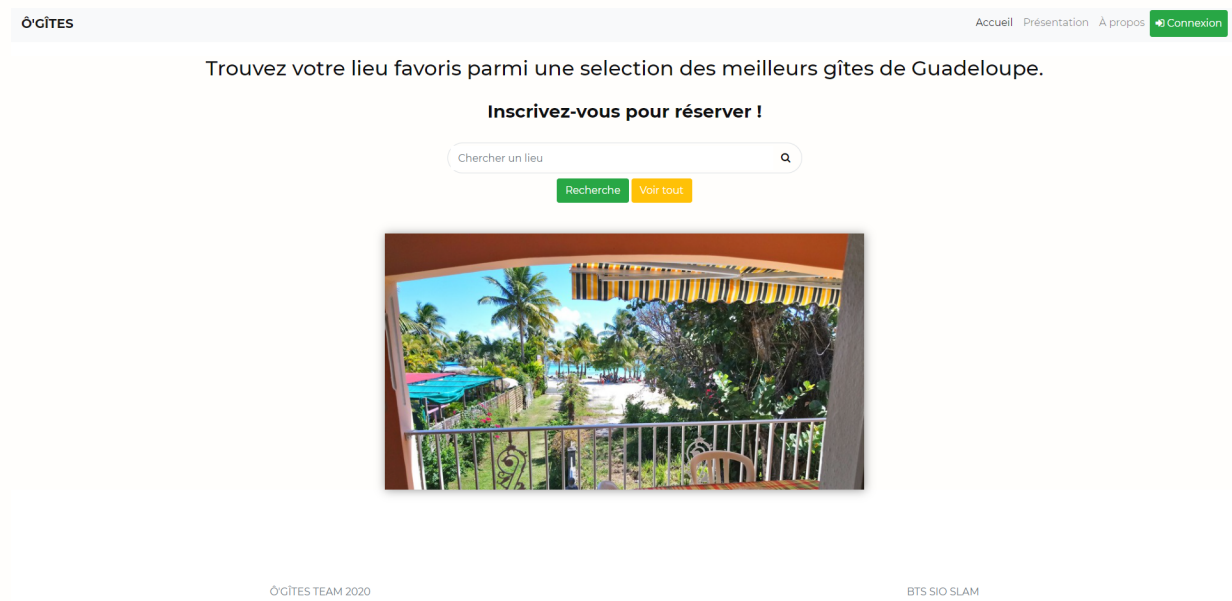 Ô'GÎTES
Accueil Présentation À propos Connexion
Trouvez votre lieu favoris parmi une selection des meilleurs gîtes de Guadeloupe.
Inscrivez-vous pour réserver !
Chercher un lieu
Recherche Voir tout
Ô'GÎTES TEAM 2020
BTS SIO SLAM